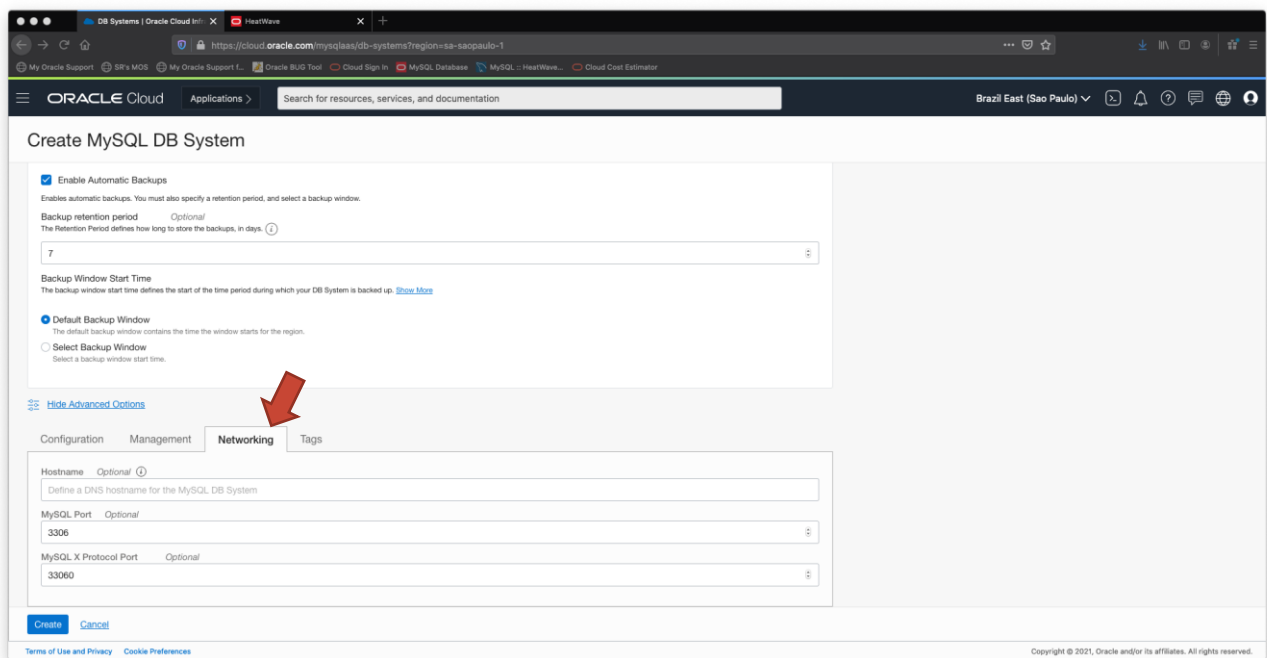 DB Systems | Oracle Cloud Infr
HeatWave
https://cloud.oracle.com/mysqlaas/db-systems?region=sa-saopaulo-1
My Oracle Support
SR's MOS
My Oracle Support f...
Oracle BUG Tool
Cloud Sign In
MySQL Database
MySQL :: HeatWave...
Cloud Cost Estimator
ORACLE Cloud
Applications >
Search for resources, services, and documentation
Brazil East (Sao Paulo)
Create MySQL DB System
Enable Automatic Backups
Enables automatic backups. You must also specify a retention period, and select a backup window.
Backup retention period Optional
The Retention Period defines how long to store the backups, in days.
7
Backup Window Start Time
The backup window start time defines the start of the time period during which your DB System is backed up. Show More
Default Backup Window
The default backup window contains the time the window starts for the region.
Select Backup Window
Select a backup window start time.
Hide Advanced Options
Configuration
Management
Networking
Tags
Hostname Optional
Define a DNS hostname for the MySQL DB System
MySQL Port Optional
3306
MySQL X Protocol Port Optional
33060
Create
Cancel
Terms of Use and Privacy
Cookie Preferences
Copyright © 2021, Oracle and/or its affiliates. All rights reserved.